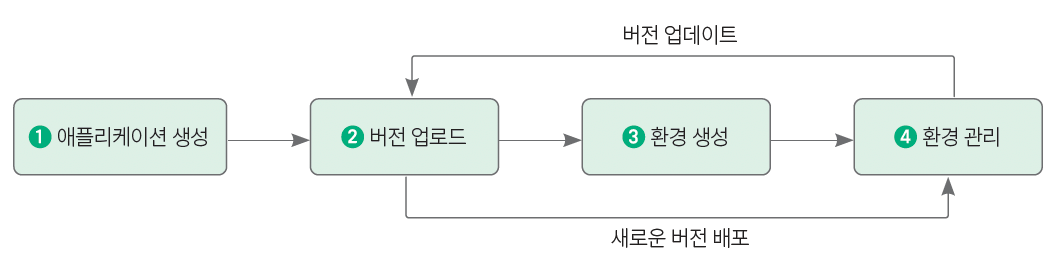 버전 업데이트
1 애플리케이션 생성
2 버전 업로드
3 환경 생성
4 환경 관리
새로운 버전 배포